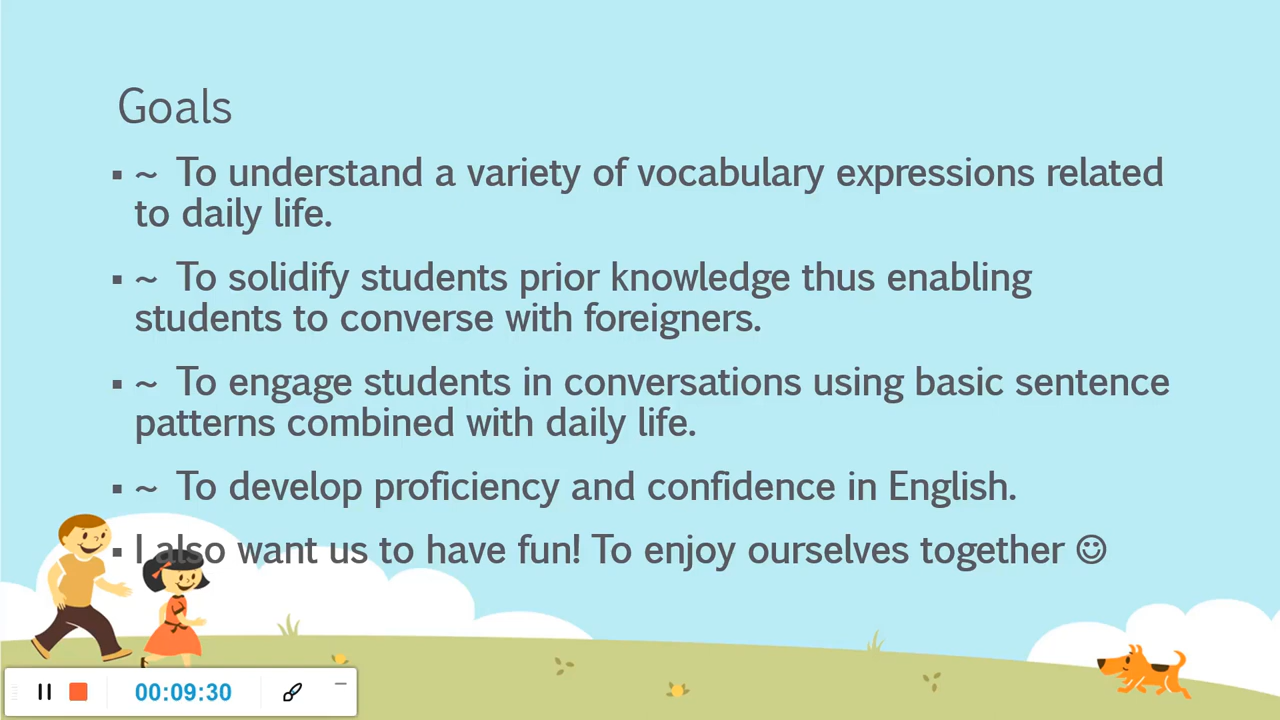 Goals
▪ ~ To understand a variety of vocabulary expressions related
to daily life.
▪ ~ To solidify students prior knowledge thus enabling
students to converse with foreigners.
▪ ~ To engage students in conversations using basic sentence
patterns combined with daily life.
▪ ~ To develop proficiency and confidence in English.
▪ I also want us to have fun! To enjoy ourselves together ☺
00:09:30